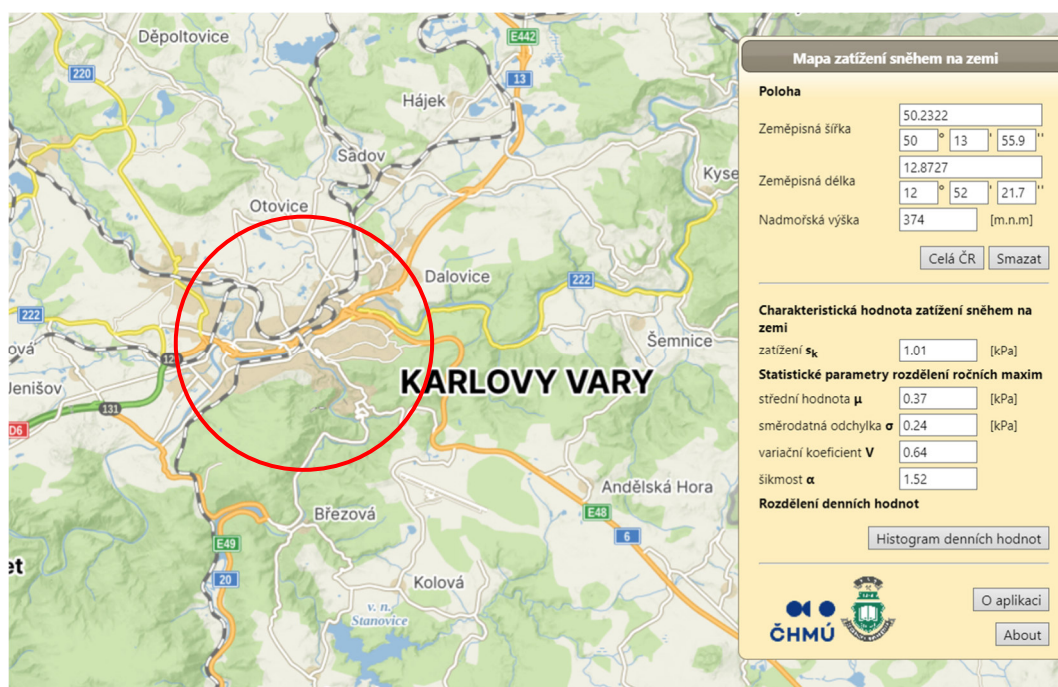 Děpoltovice
E442
220
13
Hájek
Sadov
Kyse
Otovice
Dalovice
222
222
Šemnice
ová
Jenišov
KARLOVY VARY
131
D6
Andělská Hora
Březová
E48
E49
6
et
20
Kolová
v. n.
Stanovice
Mapa zatížení sněhem na zemi
Poloha
Zeměpisná šířka
50.2322
50 ° 13 ' 55.9 ''
Zeměpisná délka
12.8727
12 ° 52 ' 21.7 ''
Nadmořská výška 374 [m.n.m]
Celá ČR Smazat
Charakteristická hodnota zatížení sněhem na
zemi
zatížení sk 1.01 [kPa]
Statistické parametry rozdělení ročních maxim
střední hodnota μ 0.37 [kPa]
směrodatná odchylka σ 0.24 [kPa]
variační koeficient V 0.64
šikmost α 1.52
Rozdělení denních hodnot
Histogram denních hodnot
ČHMÚ
O aplikaci
About